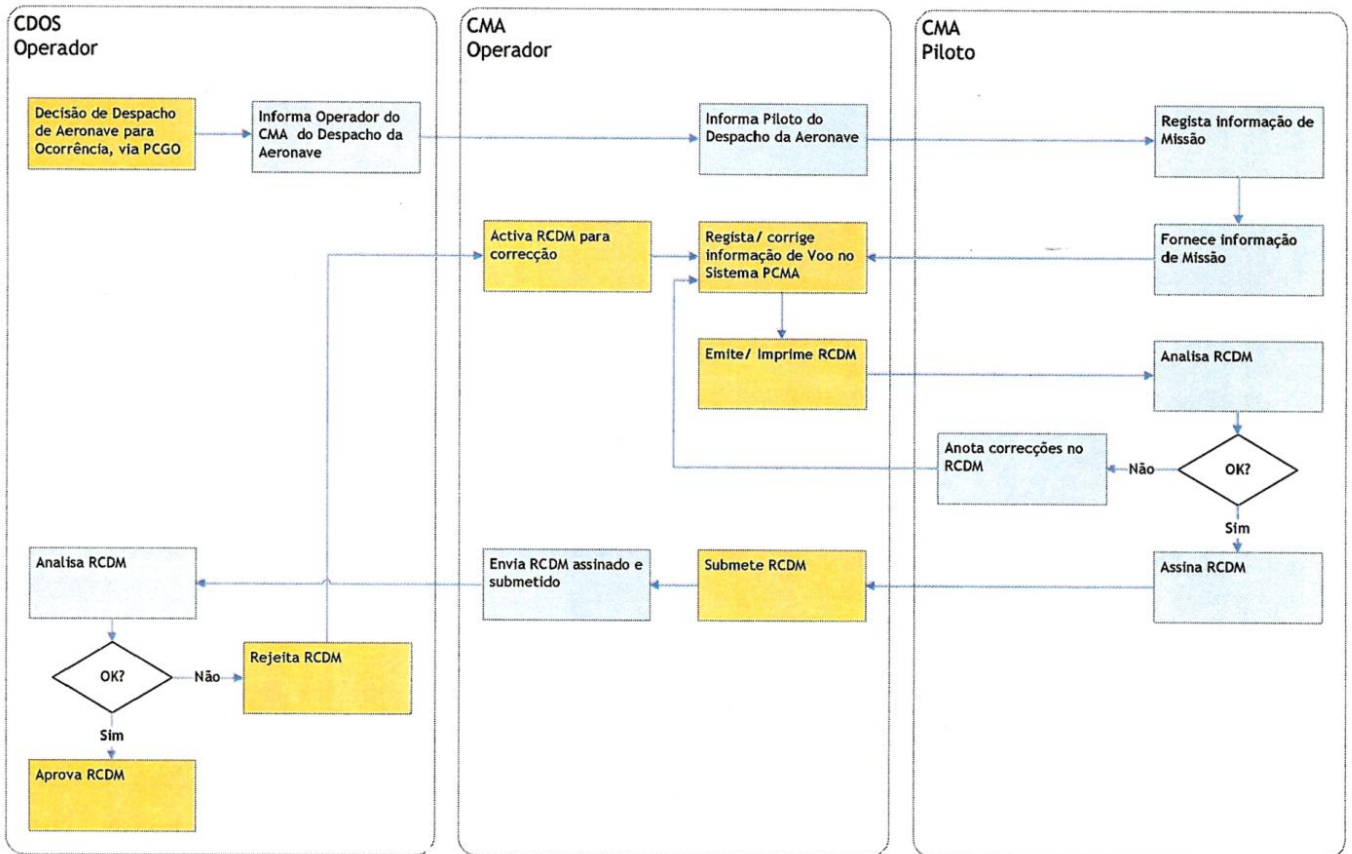 CDOS
Operador
CMA
Operador
CMA
Piloto
Decisão de Despacho
de Aeronave para
Ocorrência, via PCGO
Informa Operador do
CMA do Despacho da
Aeronave
Informa Piloto do
Despacho da Aeronave
Regista informação de
Missão
Activa RCDM para
correcção
Regista/ corrige
informação de Voo no
Sistema PCMA
Fornece informação
de Missão
Emite/ Imprime RCDM
Analisa RCDM
Anota correcções no
RCDM
Não
OK?
Sim
Analisa RCDM
Envia RCDM assinado e
submetido
Submete RCDM
Assina RCDM
OK?
Não
Rejeita RCDM
Sim
Aprova RCDM